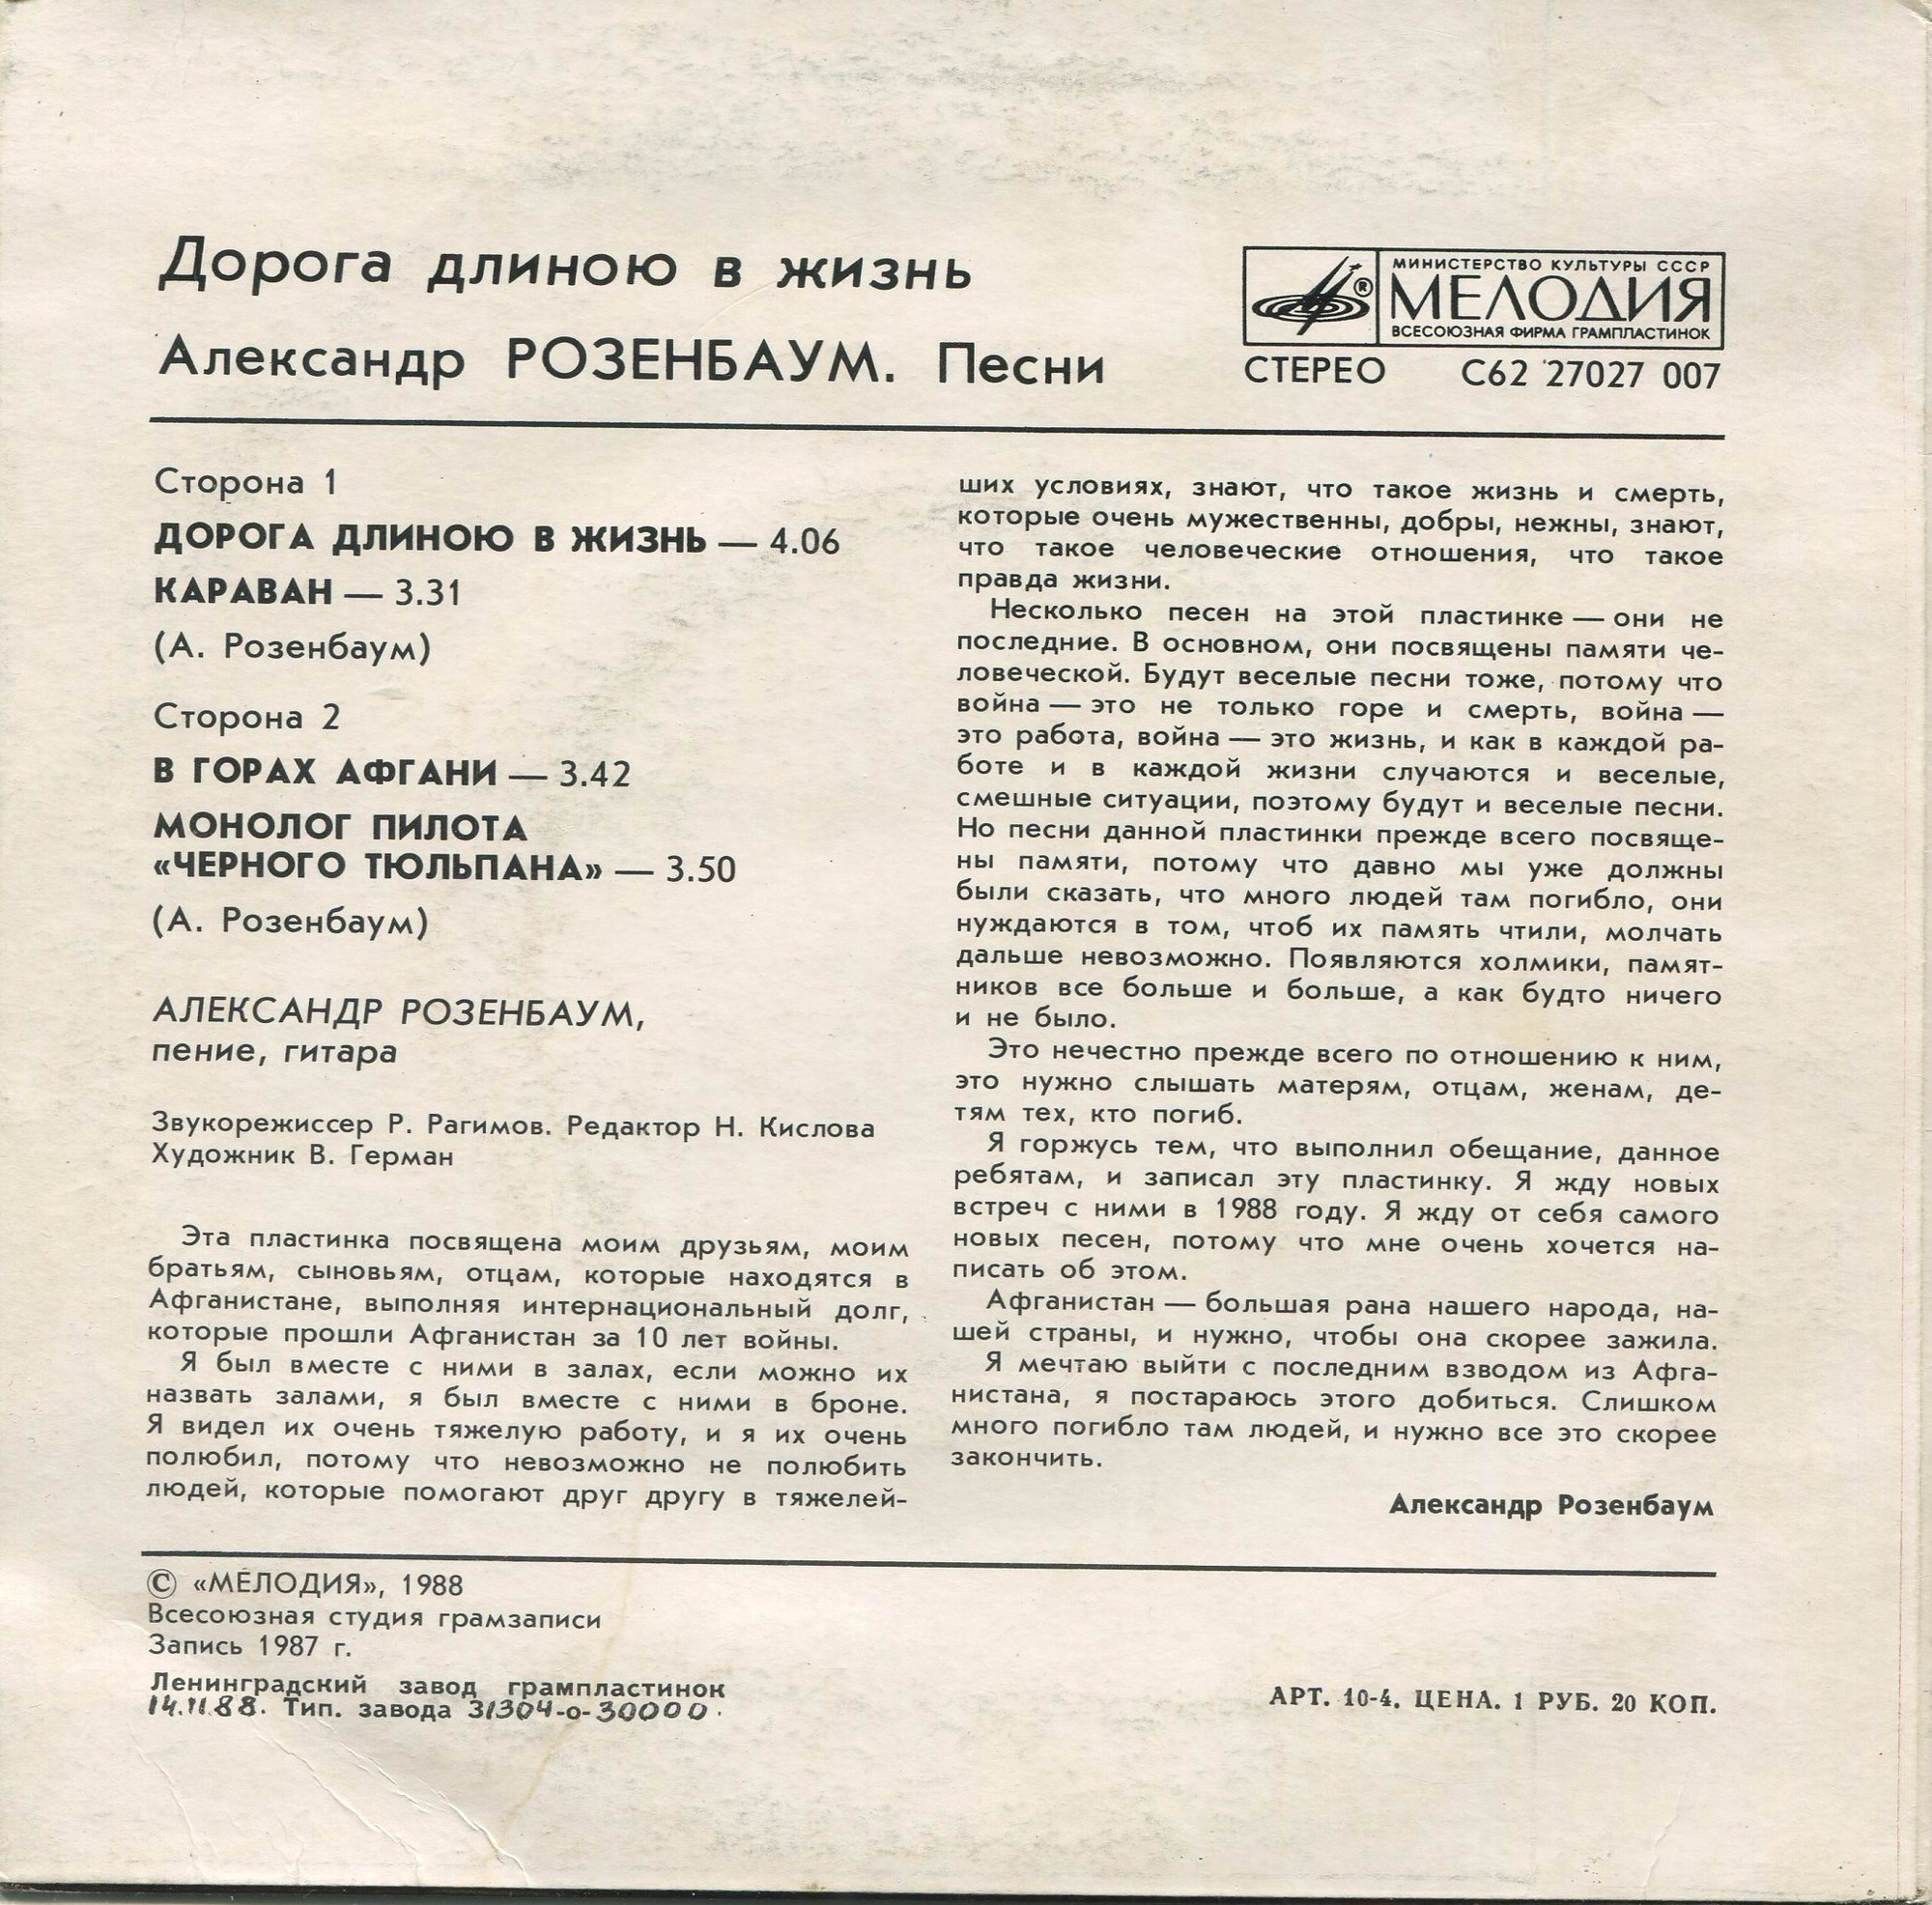 Дорога длиною в жизнь
Александр РОЗЕНБАУМ. Песни
МИНИСТЕРСТВО КУЛЬТУРЫ СССР
МЕЛОДИЯ
ВСЕСОЮЗНАЯ ФИРМА ГРАМПЛАСТИНОК
®
СТЕРЕО С62 27027 007
Сторона 1
ДОРОГА ДЛИНОЮ В ЖИЗНЬ — 4.06
КАРАВАН — 3.31
(А. Розенбаум)
Сторона 2
В ГОРАХ АФГАНИ — 3.42
МОНОЛОГ ПИЛОТА
«ЧЕРНОГО ТЮЛЬПАНА» — 3.50
(А. Розенбаум)
АЛЕКСАНДР РОЗЕНБАУМ,
пение, гитара
Звукорежиссер Р. Рагимов. Редактор Н. Кислова
Художник В. Герман
Эта пластинка посвящена моим друзьям, моим
братьям, сыновьям, отцам, которые находятся в
Афганистане, выполняя интернациональный долг,
которые прошли Афганистан за 10 лет войны.
Я был вместе с ними в залах, если можно их
назвать залами, я был вместе с ними в броне.
Я видел их очень тяжелую работу, и я их очень
полюбил, потому что невозможно не полюбить
людей, которые помогают друг другу в тяжелей-
ших условиях, знают, что такое жизнь и смерть,
которые очень мужественны, добры, нежны, знают,
что такое человеческие отношения, что такое
правда жизни.
Несколько песен на этой пластинке — они не
последние. В основном, они посвящены памяти че-
ловеческой. Будут веселые песни тоже, потому что
война — это не только горе и смерть, война —
это работа, война — это жизнь, и как в каждой ра-
боте и в каждой жизни случаются и веселые,
смешные ситуации, поэтому будут и веселые песни.
Но песни данной пластинки прежде всего посвяще-
ны памяти, потому что давно мы уже должны
были сказать, что много людей там погибло, они
нуждаются в том, чтоб их память чтили, молчать
дальше невозможно. Появляются холмики, памят-
ников все больше и больше, а как будто ничего
и не было.
Это нечестно прежде всего по отношению к ним,
это нужно слышать матерям, отцам, женам, де-
тям тех, кто погиб.
Я горжусь тем, что выполнил обещание, данное
ребятам, и записал эту пластинку. Я жду новых
встреч с ними в 1988 году. Я жду от себя самого
новых песен, потому что мне очень хочется на-
писать об этом.
Афганистан — большая рана нашего народа, на-
шей страны, и нужно, чтобы она скорее зажила.
Я мечтаю выйти с последним взводом из Афга-
нистана, я постараюсь этого добиться. Слишком
много погибло там людей, и нужно все это скорее
закончить.
Александр Розенбаум
© «МЕЛОДИЯ», 1988
Всесоюзная студия грамзаписи
Запись 1987 г.
Ленинградский завод грампластинок
14.11.88. Тип. завода 31304-о-30000.
АРТ. 10-4. ЦЕНА. 1 РУБ. 20 КОП.